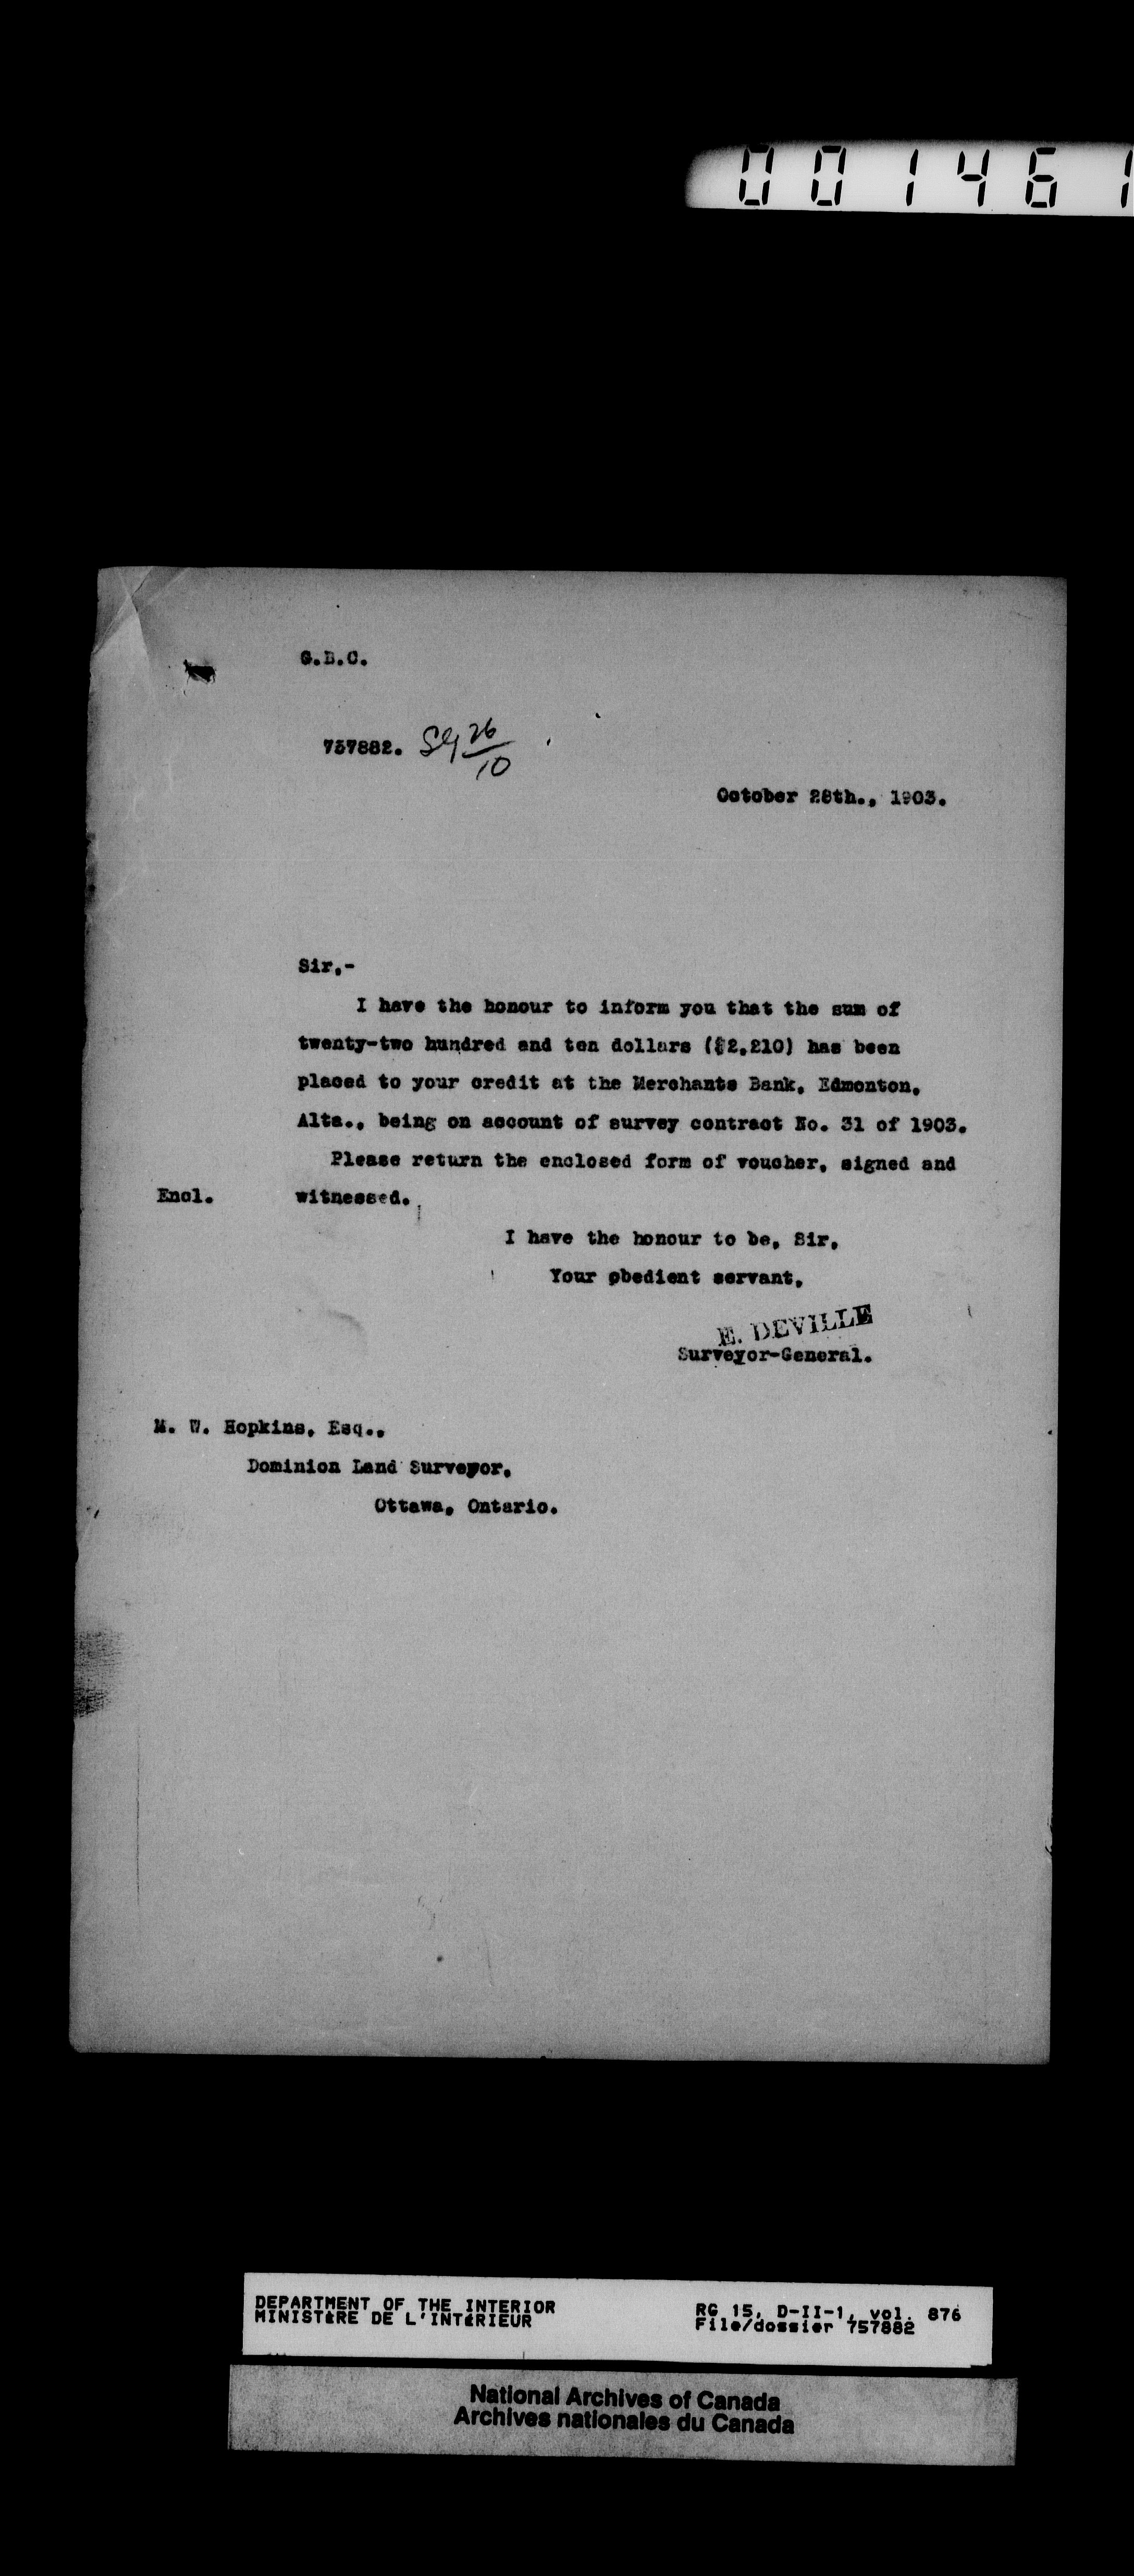 001461
G.B.C.
757882. SG 26/10
October 28th., 1903.
Sir,-
I have the honour to inform you that the sum of
twenty-two hundred and ten dollars ($2,210) has been
placed to your credit at the Merchants Bank, Edmonton,
Alta., being on account of survey contract No. 31 of 1903.
Please return the enclosed form of voucher, signed and
Encl. witnessed.
I have the honour to be, Sir,
Your obedient servant,
E. DEVILLE
Surveyor-General.
M. W. Hopkins, Esq.,
Dominion Land Surveyor,
Ottawa, Ontario.
DEPARTMENT OF THE INTERIOR
MINISTÈRE DE L'INTÉRIEUR
RG 15, D-II-1, vol. 876
File/dossier 757882
National Archives of Canada
Archives nationales du Canada